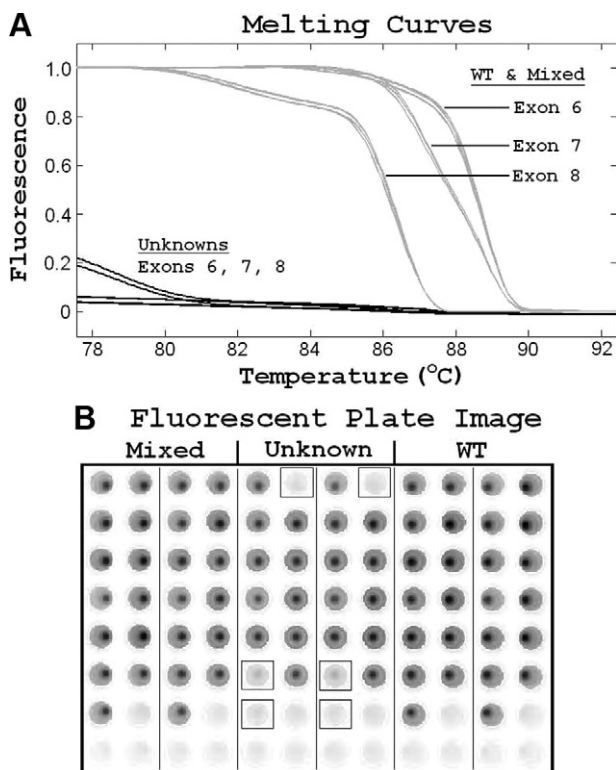 A Melting Curves
1.0
0.8
0.6
0.4
0.2
0
Fluorescence
WT & Mixed
Exon 6
Exon 7
Exon 8
Unknowns
Exons 6, 7, 8
78 80 82 84 86 88 90 92
Temperature (°C)
B Fluorescent Plate Image
Mixed Unknown WT